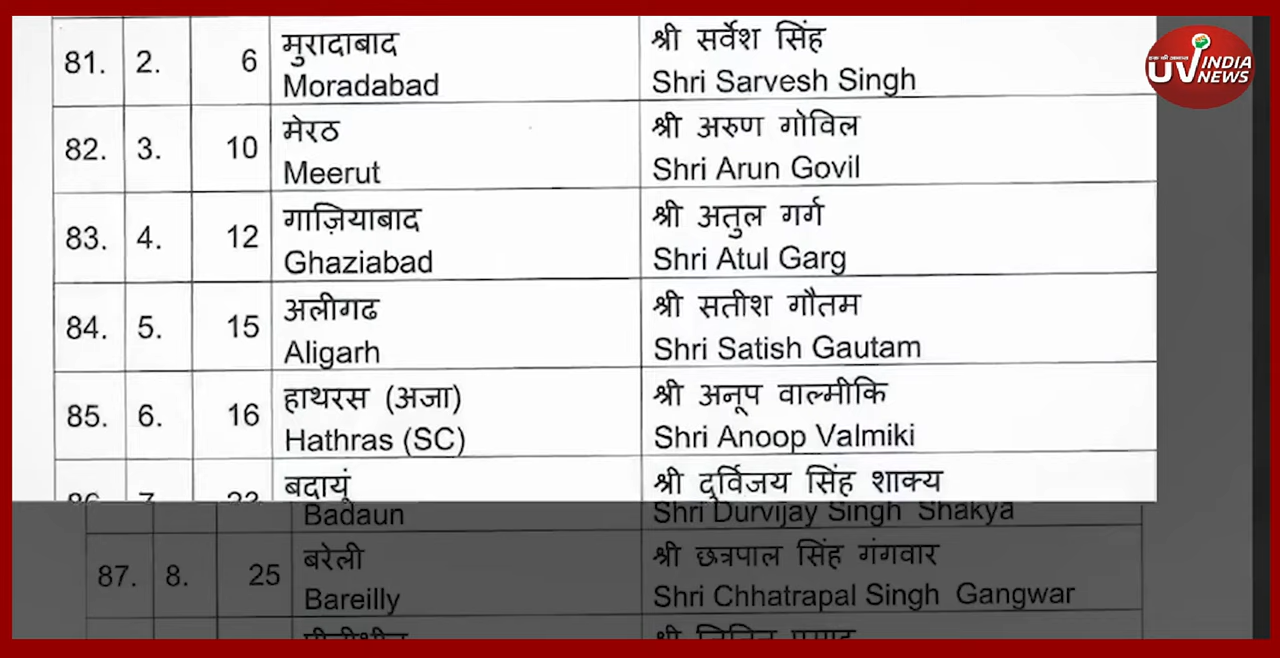 81. 2. 6 मुरादाबाद श्री सर्वेश सिंह
Moradabad Shri Sarvesh Singh
82. 3. 10 मेरठ श्री अरुण गोविल
Meerut Shri Arun Govil
83. 4. 12 गाज़ियाबाद श्री अतुल गर्ग
Ghaziabad Shri Atul Garg
84. 5. 15 अलीगढ श्री सतीश गौतम
Aligarh Shri Satish Gautam
85. 6. 16 हाथरस (अजा) श्री अनूप वाल्मीकि
Hathras (SC) Shri Anoop Valmiki
बदायूं श्री दुर्विजय सिंह शाक्य
Badaun Shri Durvijay Singh Shakya
87. 8. 25 बरेली श्री छत्रपाल सिंह गंगवार
Bareilly Shri Chhatrapal Singh Gangwar
UV INDIA
NEWS